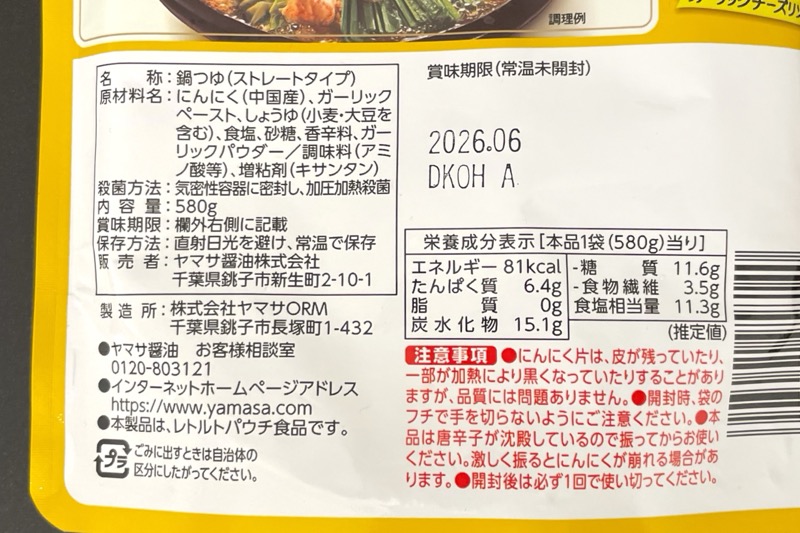 調理例
名　　称:鍋つゆ(ストレートタイプ)
原材料名:にんにく(中国産)、ガーリック
ペースト、しょうゆ(小麦・大豆を
含む)、食塩、砂糖、香辛料、ガー
リックパウダー/調味料(アミ
ノ酸等)、増粘剤(キサンタン)
殺菌方法:気密性容器に密封し、加圧加熱殺菌
内容量:580g
賞味期限:欄外右側に記載
保存方法:直射日光を避け、常温で保存
販売者:ヤマサ醤油株式会社
千葉県銚子市新生町2-10-1
製造所:株式会社ヤマサORM
千葉県銚子市長塚町1-432
●ヤマサ醤油　お客様相談室
0120-803121
●インターネットホームページアドレス
https://www.yamasa.com
●本製品は、レトルトパウチ食品です。
プラ
ごみに出すときは自治体の
区分にしたがってください。
賞味期限(常温未開封)
2026.06
DKOH A
栄養成分表示[本品1袋(580g)当り]
エネルギー 81kcal
たんぱく質 6.4g
脂質 0g
炭水化物 15.1g
-糖質 11.6g
-食物繊維 3.5g
食塩相当量 11.3g
(推定値)
注意事項 ●にんにく片は、皮が残っていたり、
一部が加熱により黒くなっていたりすることがあり
ますが、品質には問題ありません。●開封時、袋の
フチで手を切らないようにご注意ください。●本
品は唐辛子が沈殿しているので振ってからお使い
ください。激しく振るとにんにくが崩れる場合があ
ります。●開封後は必ず1回で使い切ってください。